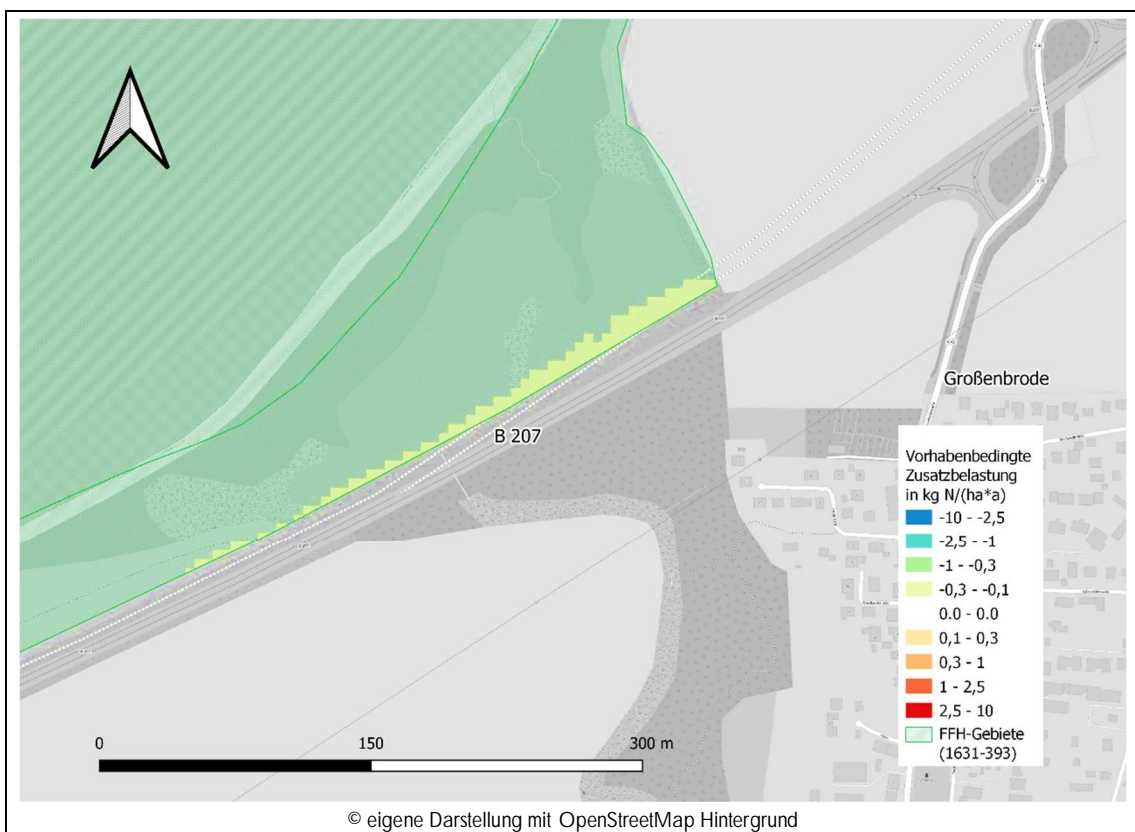 Großenbrode
B 207
Vorhabenbedingte
Zusatzbelastung
in kg N/(ha*a)
-10 - -2,5
-2,5 - -1
-1 - -0,3
-0,3 - -0,1
0.0 - 0.0
0,1 - 0,3
0,3 - 1
1 - 2,5
2,5 - 10
FFH-Gebiete
(1631-393)
0
150
300 m
© eigene Darstellung mit OpenStreetMap Hintergrund